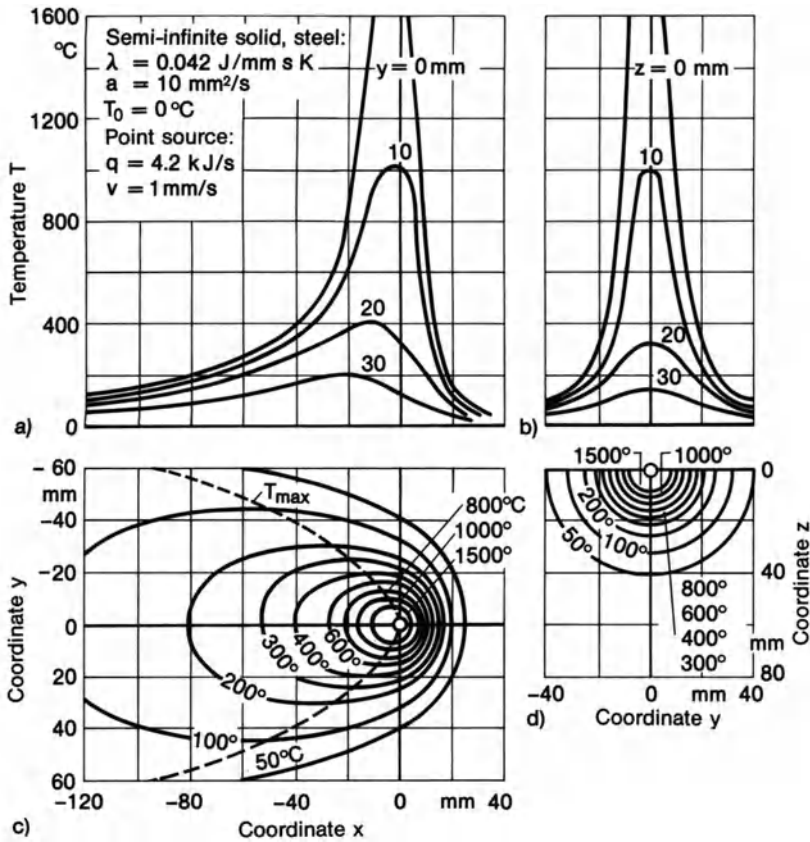 1600
°C
1200
800
400
0
Temperature T
Semi-infinite solid, steel:
λ = 0.042 J/mm s K
a = 10 mm²/s
T₀ = 0 °C
Point source:
q = 4.2 kJ/s
v = 1 mm/s
y = 0 mm
10
20
30
a)
z = 0 mm
10
20
30
b)
- 60
mm
-40
-20
0
20
40
60
Coordinate y
Tmax
800°C
1000°
1500°
600°
400°
300°
200°
100°
50°C
-120
-80
-40
0
mm
40
c)
Coordinate x
1500°
1000°
200°
100°
50°
800°
600°
400°
300°
0
40
mm
80
Coordinate z
-40
0
mm
40
d)
Coordinate y